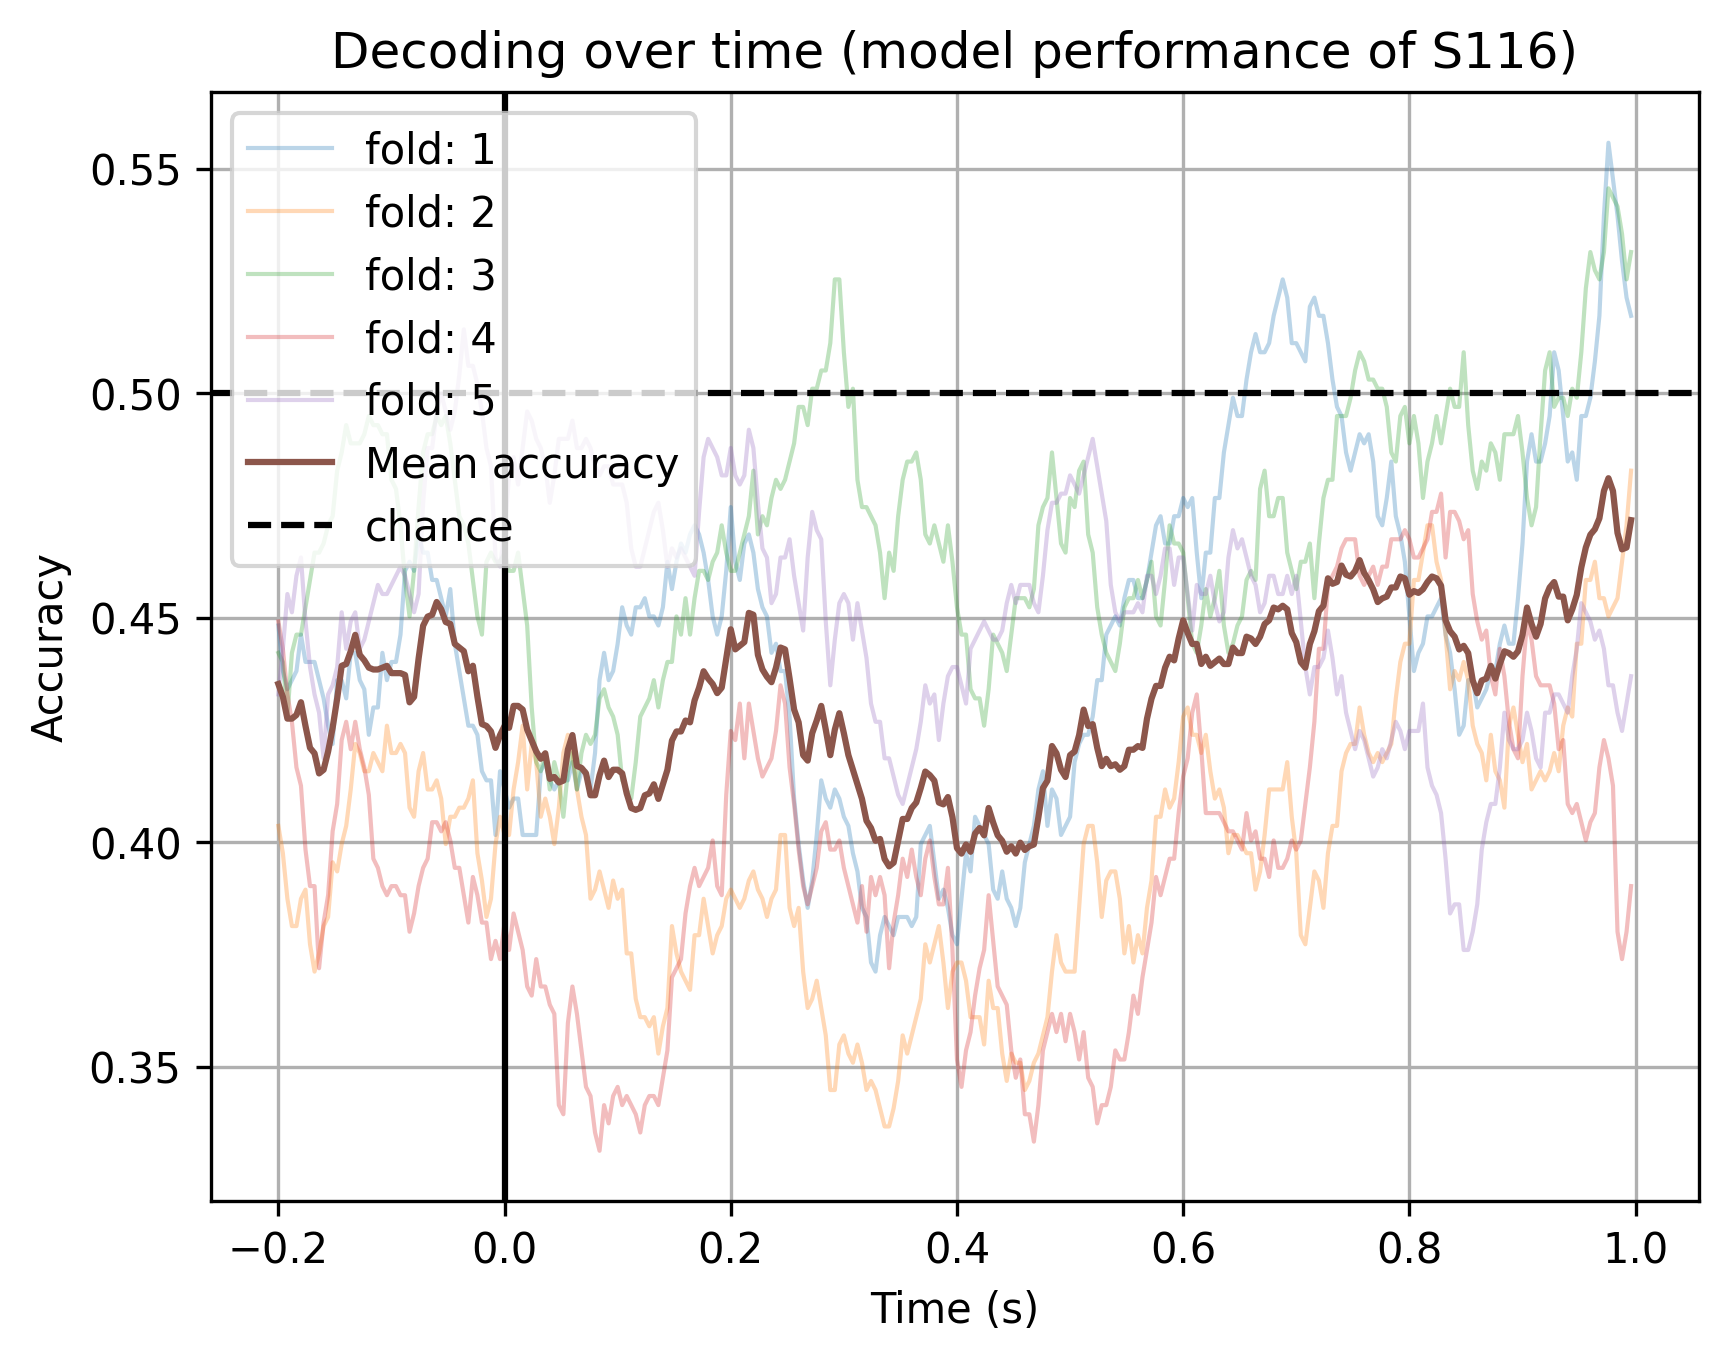 Decoding over time (model performance of S116)
fold: 1
fold: 2
fold: 3
fold: 4
fold: 5
Mean accuracy
chance
Accuracy
0.55
0.50
0.45
0.40
0.35
−0.2 0.0 0.2 0.4 0.6 0.8 1.0
Time (s)